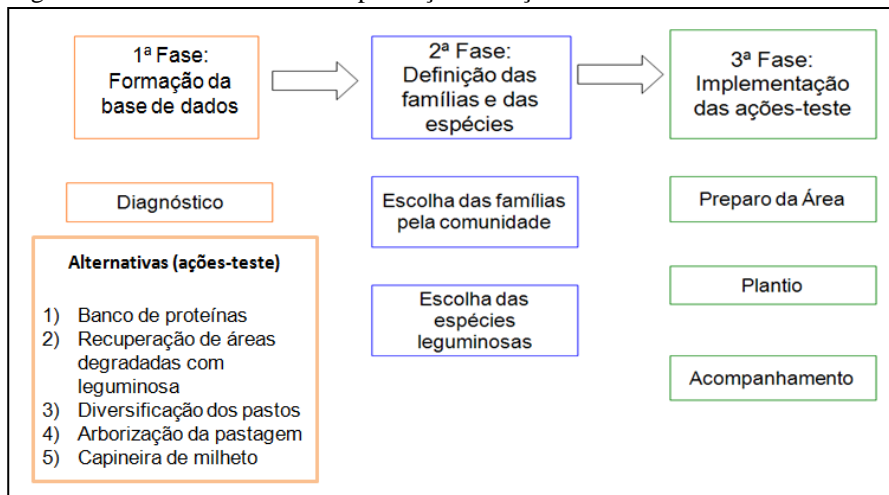 1ª Fase:
Formação da
base de dados
2ª Fase:
Definição das
famílias e das
espécies
3ª Fase:
Implementação
das ações-teste
Diagnóstico
Alternativas (ações-teste)
1) Banco de proteínas
2) Recuperação de áreas
degradadas com
leguminosa
3) Diversificação dos pastos
4) Arborização da pastagem
5) Capineira de milheto
Escolha das famílias
pela comunidade
Escolha das
espécies
leguminosas
Preparo da Área
Plantio
Acompanhamento